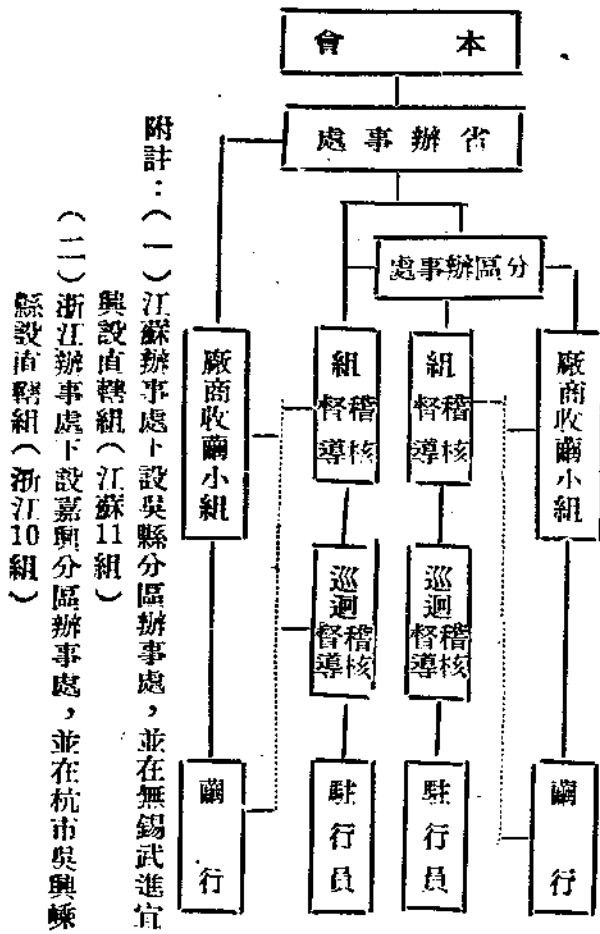 本會
省辦事處
分區辦事處
廠商收繭小組
稽核督導組
稽核督導組
廠商收繭小組
巡迴稽核督導
巡迴稽核督導
繭行
駐行員
駐行員
繭行
附註：（一）江蘇辦事處下設吳縣分區辦事處，並在無錫武進宜
興設直轄組（江蘇11組）
（二）浙江辦事處下設嘉興分區辦事處，並在杭市吳興嵊
縣設直轄組（浙江10組）